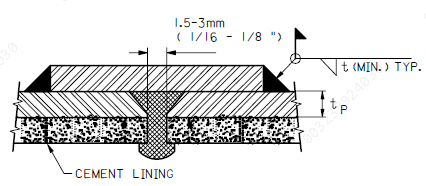 1.5-3mm
( 1/16 - 1/8 ")
t (MIN.) TYP.
t P
CEMENT LINING